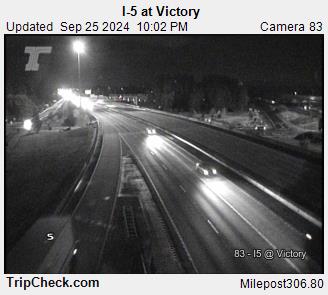 I-5 at Victory
Updated Sep 25 2024 10:02 PM Camera 83
T
S
83 - I5 @ Victory
TripCheck.com Milepost306.80